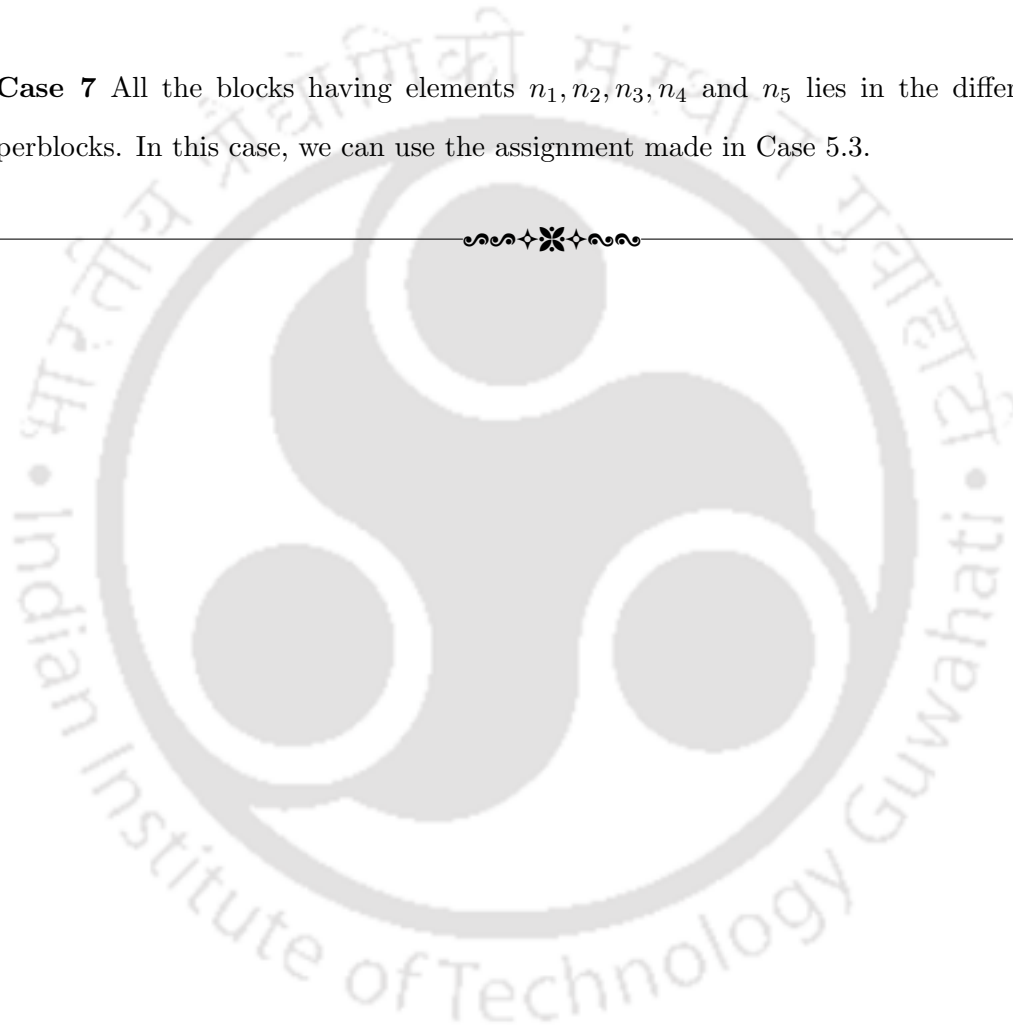 Case 7 All the blocks having elements n₁, n₂, n₃, n₄ and n₅ lies in the differ
perblocks. In this case, we can use the assignment made in Case 5.3.
भारतीय प्रौद्योगिकी संस्थान गुवाहाटी
Indian Institute of Technology Guwahati